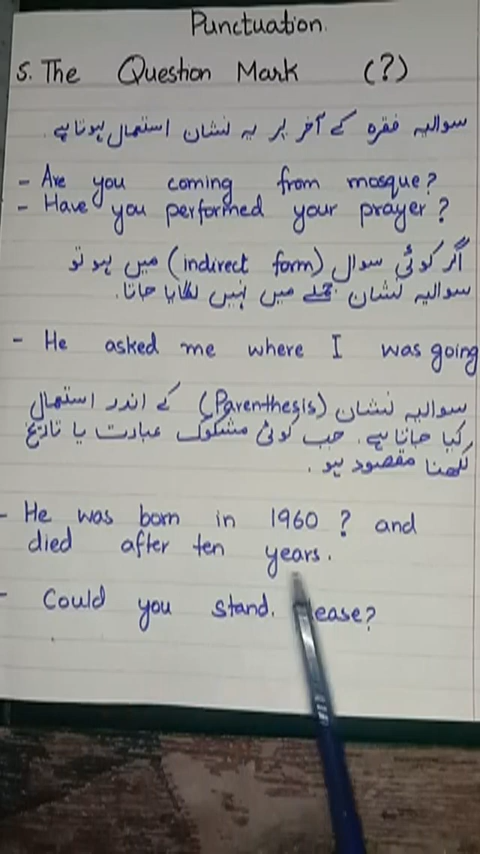 Punctuation.
5. The Question Mark (?)
سوالیہ فقرہ کے آخر پر یہ نشان استعمال ہوتا ہے.
- Are you coming from mosque?
- Have you performed your prayer?
اگر کوئی سوال (indirect form) میں ہو تو
سوالیہ نشان جملے میں نہیں لگایا جاتا.
- He asked me where I was going
سوالیہ نشان (Parenthesis) کے اندر استعمال
کیا جاتا ہے. جب کوئی مشکوک عبارت یا تاریخ
لکھنا مقصود ہو.
- He was born in 1960 ? and
died after ten years.
- Could you stand. ease?